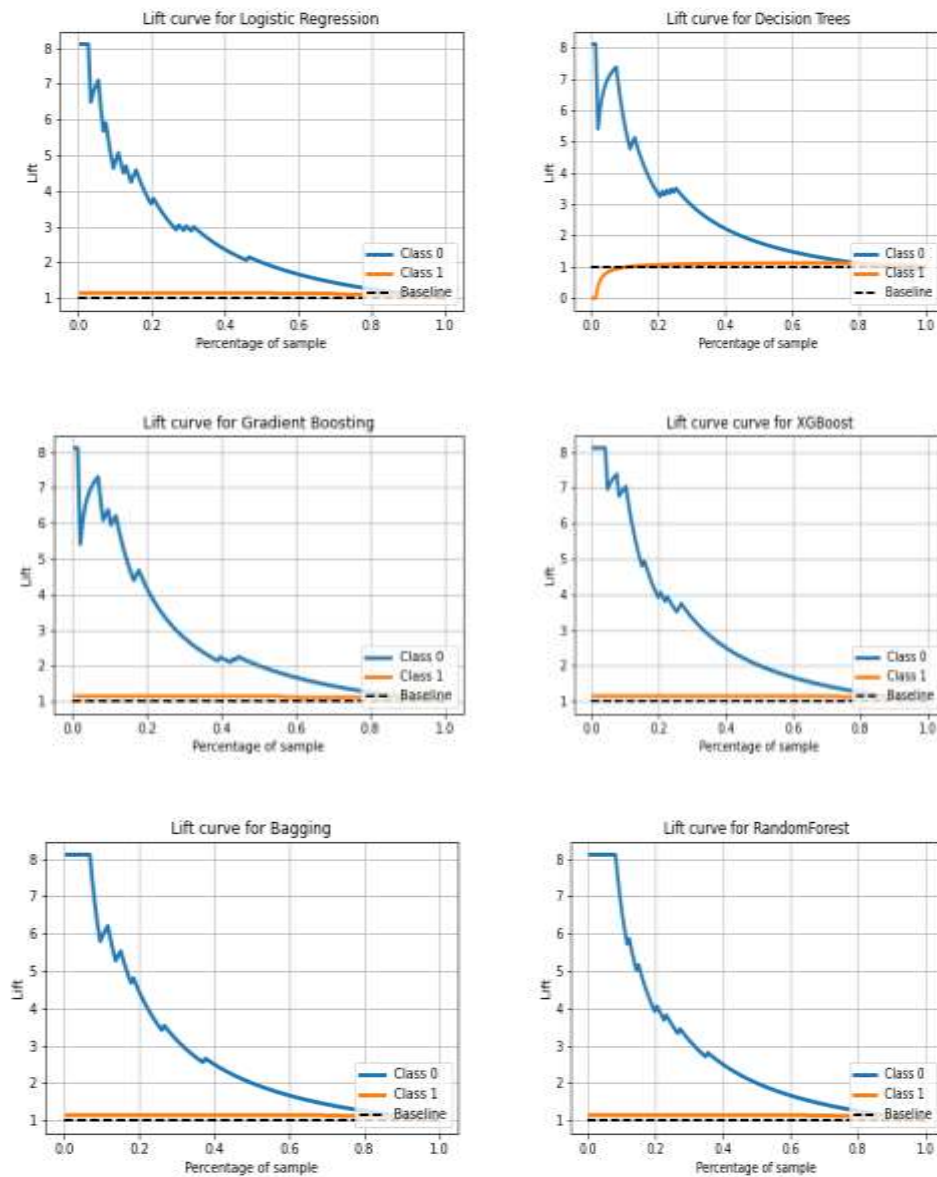 Lift curve for Logistic Regression
8
7
6
5
4
3
2
1
Lift
Class 0
Class 1
Baseline
0.0 0.2 0.4 0.6 0.8 1.0
Percentage of sample
Lift curve for Decision Trees
8
7
6
5
4
3
2
1
0
Lift
Class 0
Class 1
Baseline
0.0 0.2 0.4 0.6 0.8 1.0
Percentage of sample
Lift curve for Gradient Boosting
8
7
6
5
4
3
2
1
Lift
Class 0
Class 1
Baseline
0.0 0.2 0.4 0.6 0.8 1.0
Percentage of sample
Lift curve curve for XGBoost
8
7
6
5
4
3
2
1
Lift
Class 0
Class 1
Baseline
0.0 0.2 0.4 0.6 0.8 1.0
Percentage of sample
Lift curve for Bagging
8
7
6
5
4
3
2
1
Lift
Class 0
Class 1
Baseline
0.0 0.2 0.4 0.6 0.8 1.0
Percentage of sample
Lift curve for RandomForest
8
7
6
5
4
3
2
1
Lift
Class 0
Class 1
Baseline
0.0 0.2 0.4 0.6 0.8 1.0
Percentage of sample